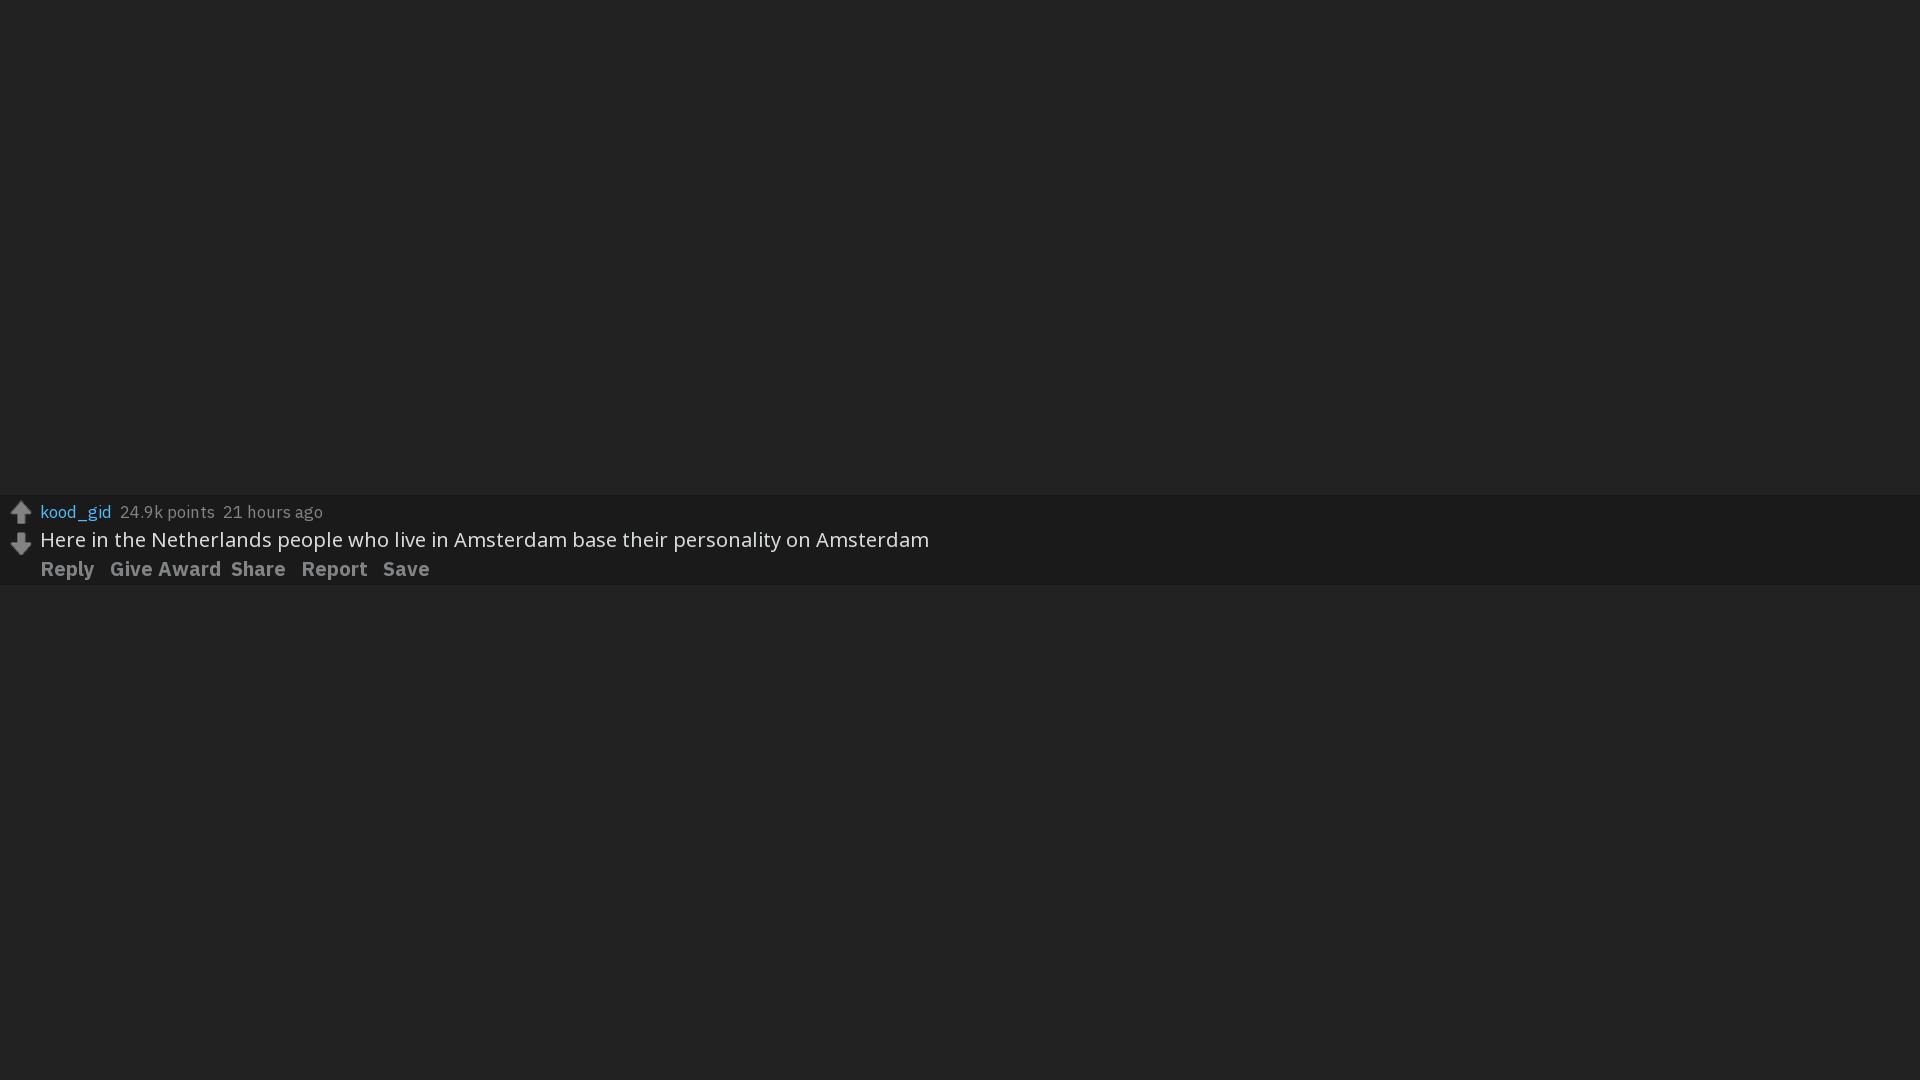 kood_gid 24.9k points 21 hours ago
Here in the Netherlands people who live in Amsterdam base their personality on Amsterdam
Reply Give Award Share Report Save